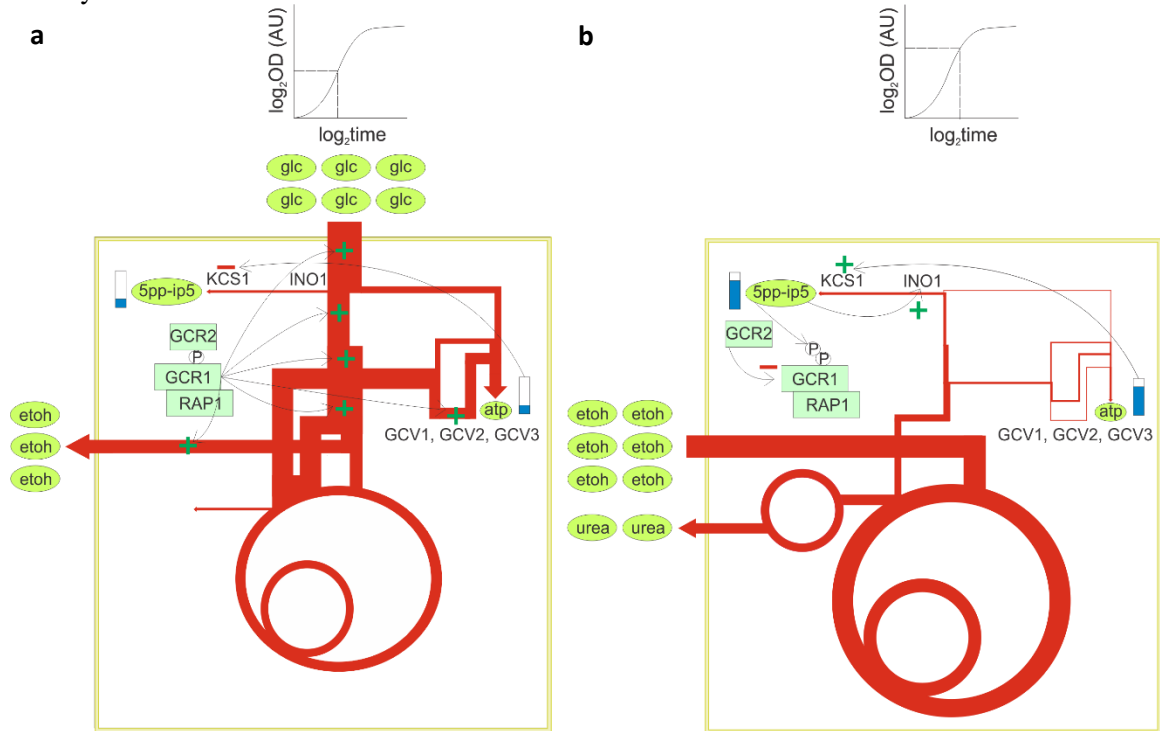 a
log2OD (AU)
log2time
glc glc glc
glc glc glc
KCS1
INO1
5pp-ip5
GCR2
P
GCR1
RAP1
etoh
etoh
etoh
atp
GCV1, GCV2, GCV3
b
log2OD (AU)
log2time
KCS1
INO1
5pp-ip5
GCR2
P
P
GCR1
RAP1
atp
GCV1, GCV2, GCV3
etoh etoh
etoh etoh
etoh etoh
urea urea